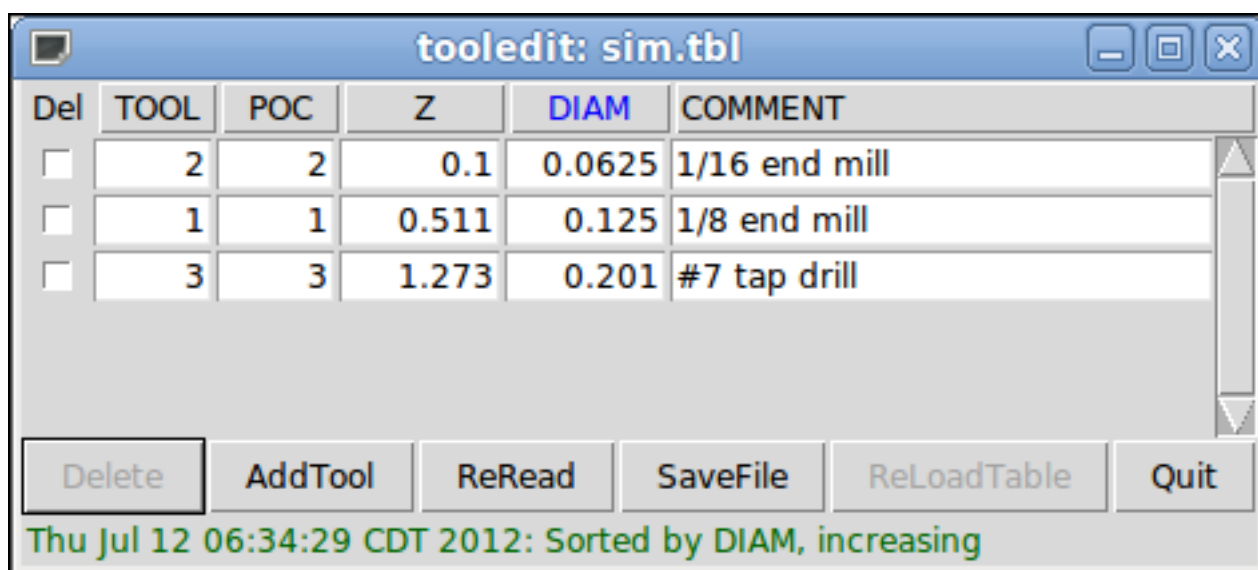 tooledit: sim.tbl
Del TOOL POC Z DIAM COMMENT
2 2 0.1 0.0625 1/16 end mill
1 1 0.511 0.125 1/8 end mill
3 3 1.273 0.201 #7 tap drill
Delete AddTool ReRead SaveFile ReLoadTable Quit
Thu Jul 12 06:34:29 CDT 2012: Sorted by DIAM, increasing